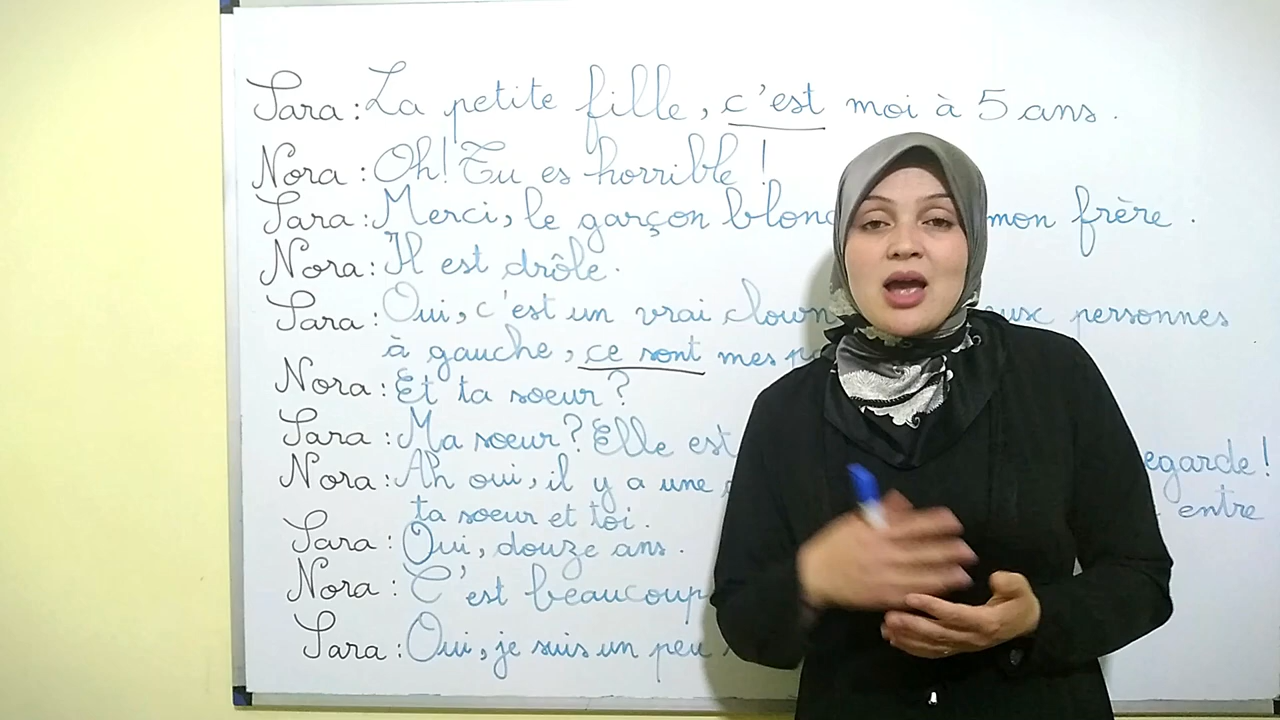 Sara : La petite fille, c'est moi à 5 ans .
Nora : Oh! Tu es horrible !
Sara : Merci, le garçon mon frère .
Nora : Il est drôle .
Sara : Oui, c'est un vrai clown personnes
à gauche, ce sont mes
Nora : Et ta soeur ?
Sara : Ma soeur ? Elle est
Nora : Ah oui, il y a une entre
ta soeur et toi .
Sara : Oui, douze ans .
Nora : C'est beaucoup
Sara : Oui, je suis un peu